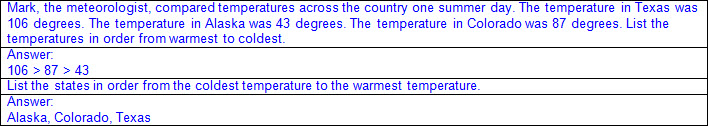 Mark, the meteorologist, compared temperatures across the country one summer day. The temperature in Texas was
106 degrees. The temperature in Alaska was 43 degrees. The temperature in Colorado was 87 degrees. List the
temperatures in order from warmest to coldest.
Answer:
106 > 87 > 43
List the states in order from the coldest temperature to the warmest temperature.
Answer:
Alaska, Colorado, Texas